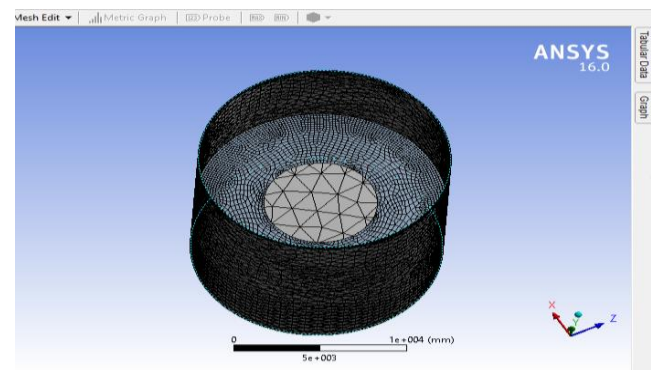 Mesh Edit
Metric Graph
Probe
ANSYS
16.0
Tabular Data
Graph
X
Y
Z
0
1e+004 (mm)
5e+003